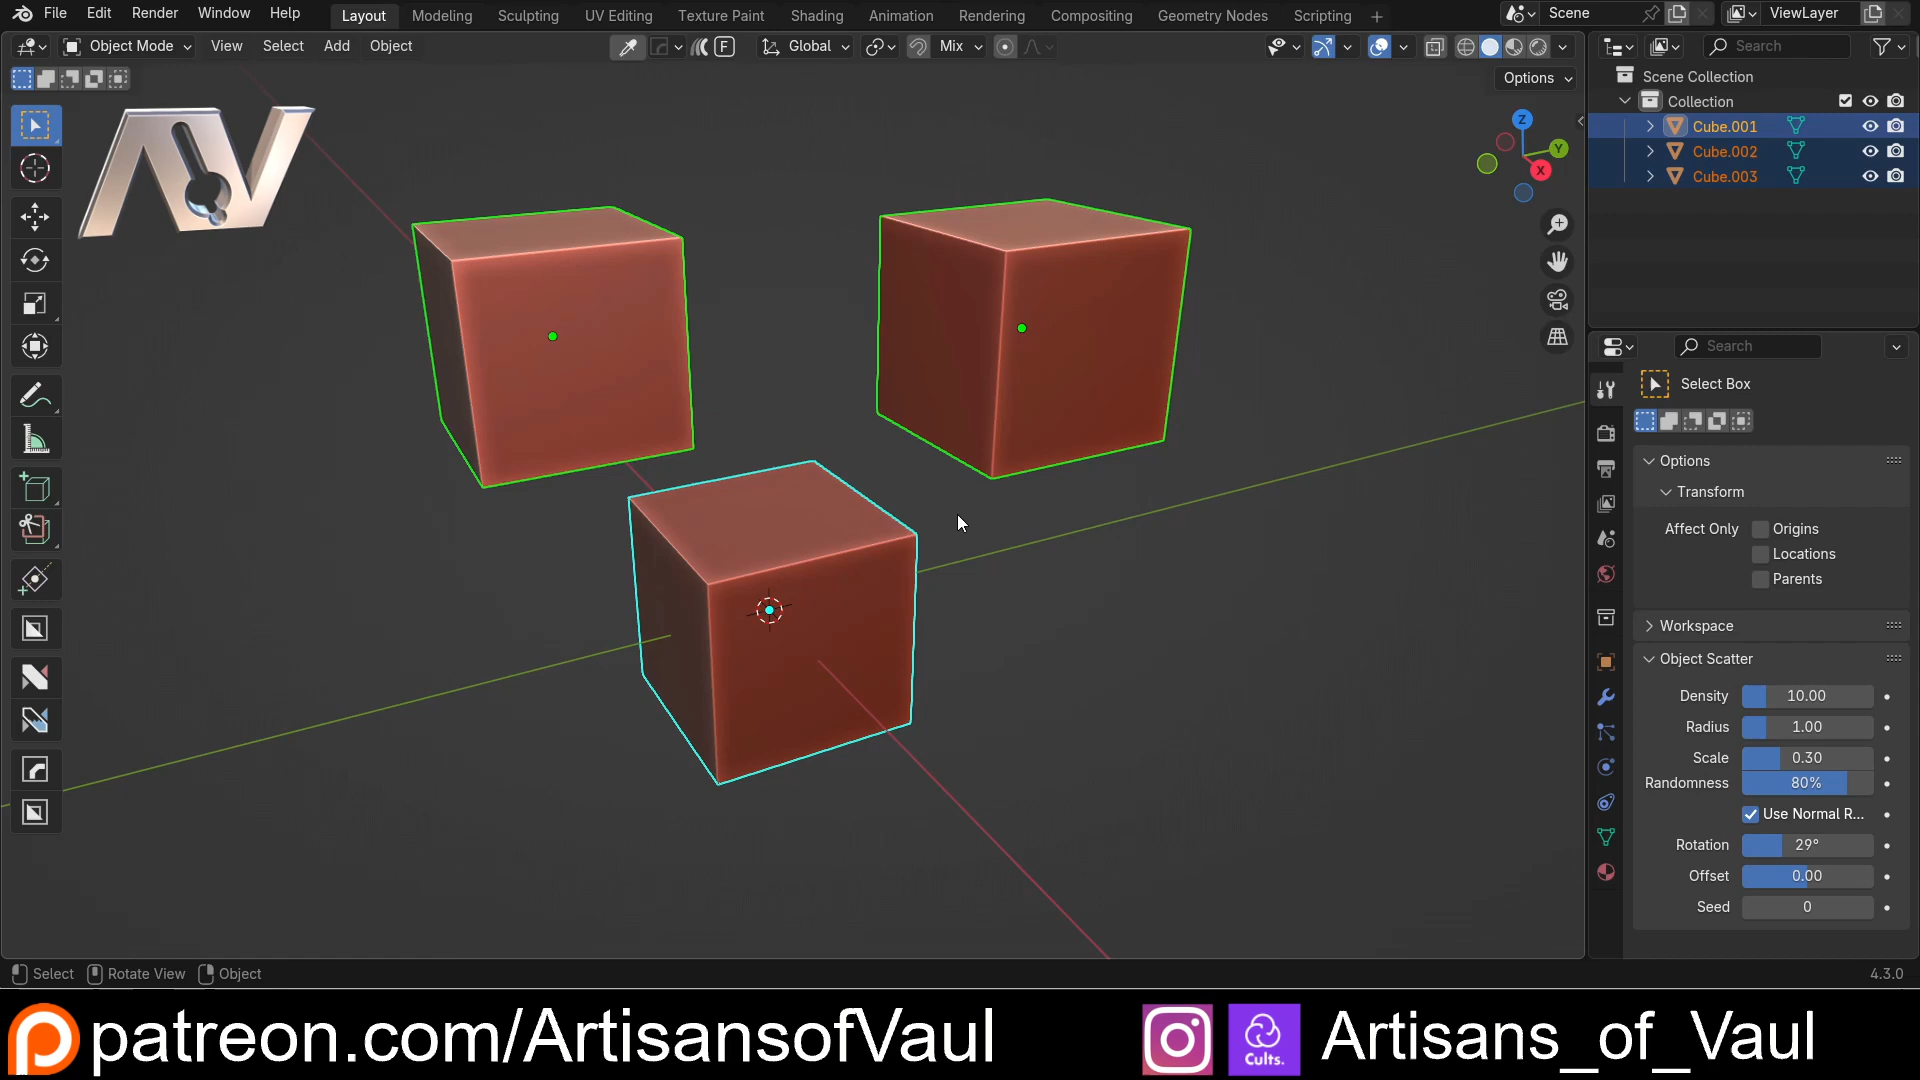 File Edit Render Window Help Layout Modeling Sculpting UV Editing Texture Paint Shading Animation Rendering Compositing Geometry Nodes Scripting + Scene ViewLayer
Object Mode View Select Add Object F Global Mix Search
Options
Scene Collection
Collection
Cube.001
Cube.002
Cube.003
Z
Y
X
AV
Search
Select Box
Options
Transform
Affect Only Origins
Locations
Parents
Workspace
Object Scatter
Density 10.00
Radius 1.00
Scale 0.30
Randomness 80%
Use Normal R...
Rotation 29°
Offset 0.00
Seed 0
Select Rotate View Object 4.3.0
patreon.com/ArtisansofVaul Cults. Artisans_of_Vaul